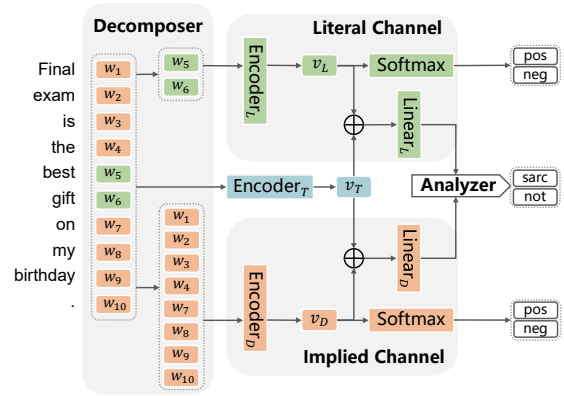 Decomposer
Literal Channel
Final
exam
is
the
best
gift
on
my
birthday
.
w1
w2
w3
w4
w5
w6
w7
w8
w9
w10
w5
w6
w1
w2
w3
w4
w7
w8
w9
w10
EncoderL
vL
Softmax
pos
neg
LinearL
EncoderT
vT
Analyzer
sarc
not
LinearD
EncoderD
vD
Softmax
pos
neg
Implied Channel